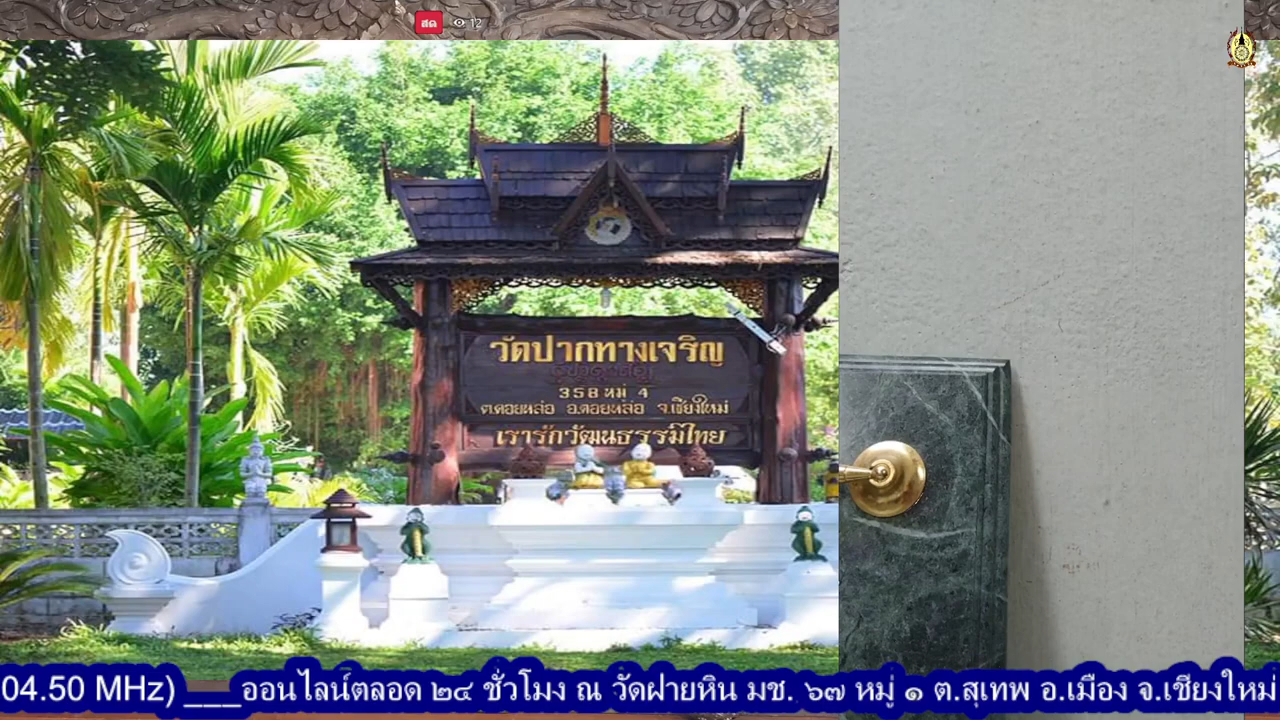 สด 12
วัดปากทางเจริญ
358 หมู่ 4
ต.ดอยหล่อ อ.ดอยหล่อ จ.เชียงใหม่
เรารักวัฒนธรรมไทย
04.50 MHz) ___ออนไลน์ตลอด ๒๔ ชั่วโมง ณ วัดฝายหิน มช. ๖๗ หมู่ ๑ ต.สุเทพ อ.เมือง จ.เชียงใหม่